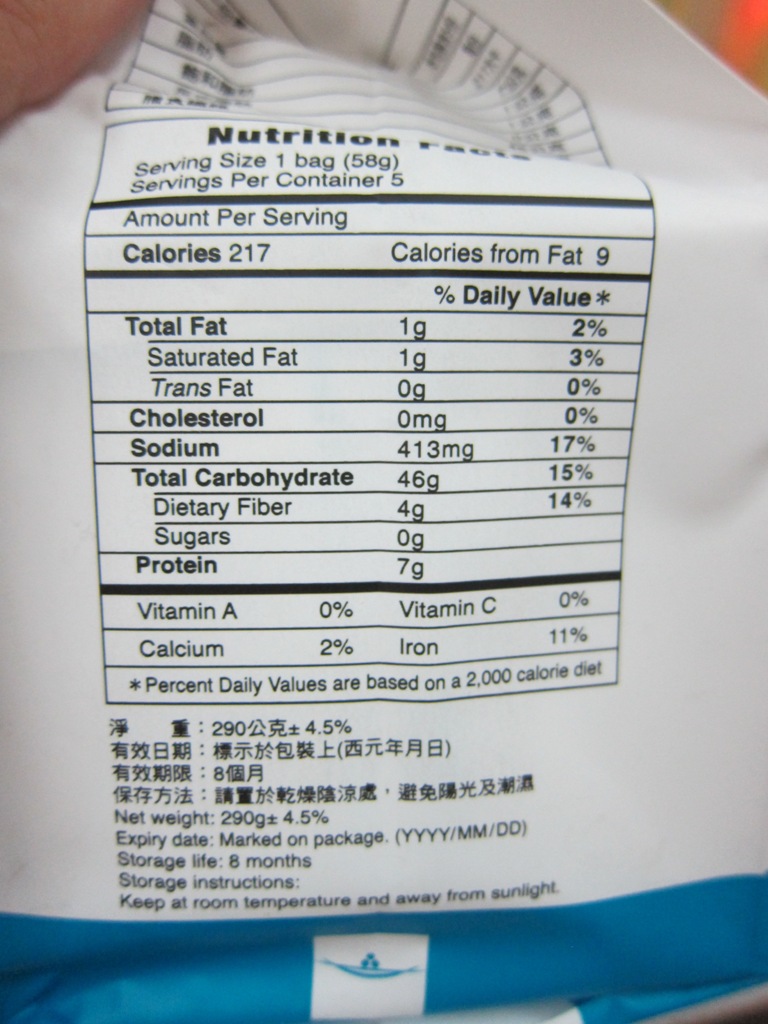 Nutrition Facts
Serving Size 1 bag (58g)
Servings Per Container 5
Amount Per Serving
Calories 217 Calories from Fat 9
% Daily Value *
Total Fat 1g 2%
Saturated Fat 1g 3%
Trans Fat 0g 0%
Cholesterol 0mg 0%
Sodium 413mg 17%
Total Carbohydrate 46g 15%
Dietary Fiber 4g 14%
Sugars 0g
Protein 7g
Vitamin A 0% Vitamin C 0%
Calcium 2% Iron 11%
* Percent Daily Values are based on a 2,000 calorie diet
淨 重：290公克± 4.5%
有效日期：標示於包裝上(西元年月日)
有效期限：8個月
保存方法：請置於乾燥陰涼處，避免陽光及潮濕
Net weight: 290g± 4.5%
Expiry date: Marked on package. (YYYY/MM/DD)
Storage life: 8 months
Storage instructions:
Keep at room temperature and away from sunlight.